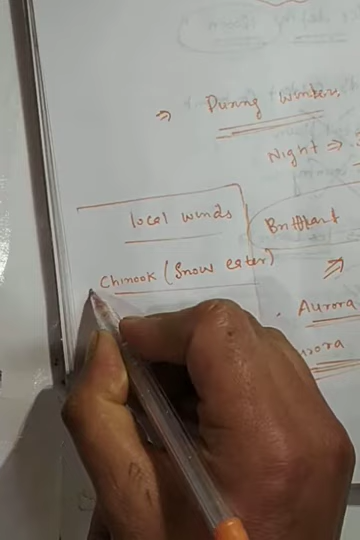 ⇒ During winter.
Night ⇒
local winds
Brilliant
Chinook (Snow eater)
⇒
. Aurora